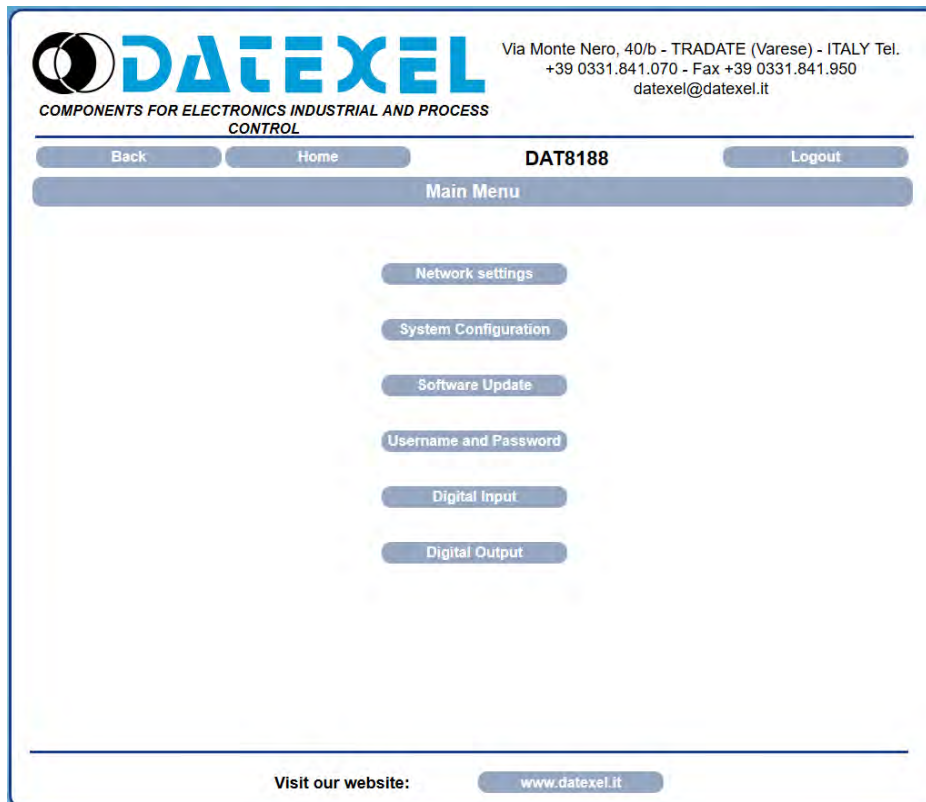 DATEXEL
COMPONENTS FOR ELECTRONICS INDUSTRIAL AND PROCESS
CONTROL
Via Monte Nero, 40/b - TRADATE (Varese) - ITALY Tel.
+39 0331.841.070 - Fax +39 0331.841.950
datexel@datexel.it
Back Home DAT8188 Logout
Main Menu
Network settings
System Configuration
Software Update
Username and Password
Digital Input
Digital Output
Visit our website: www.datexel.it